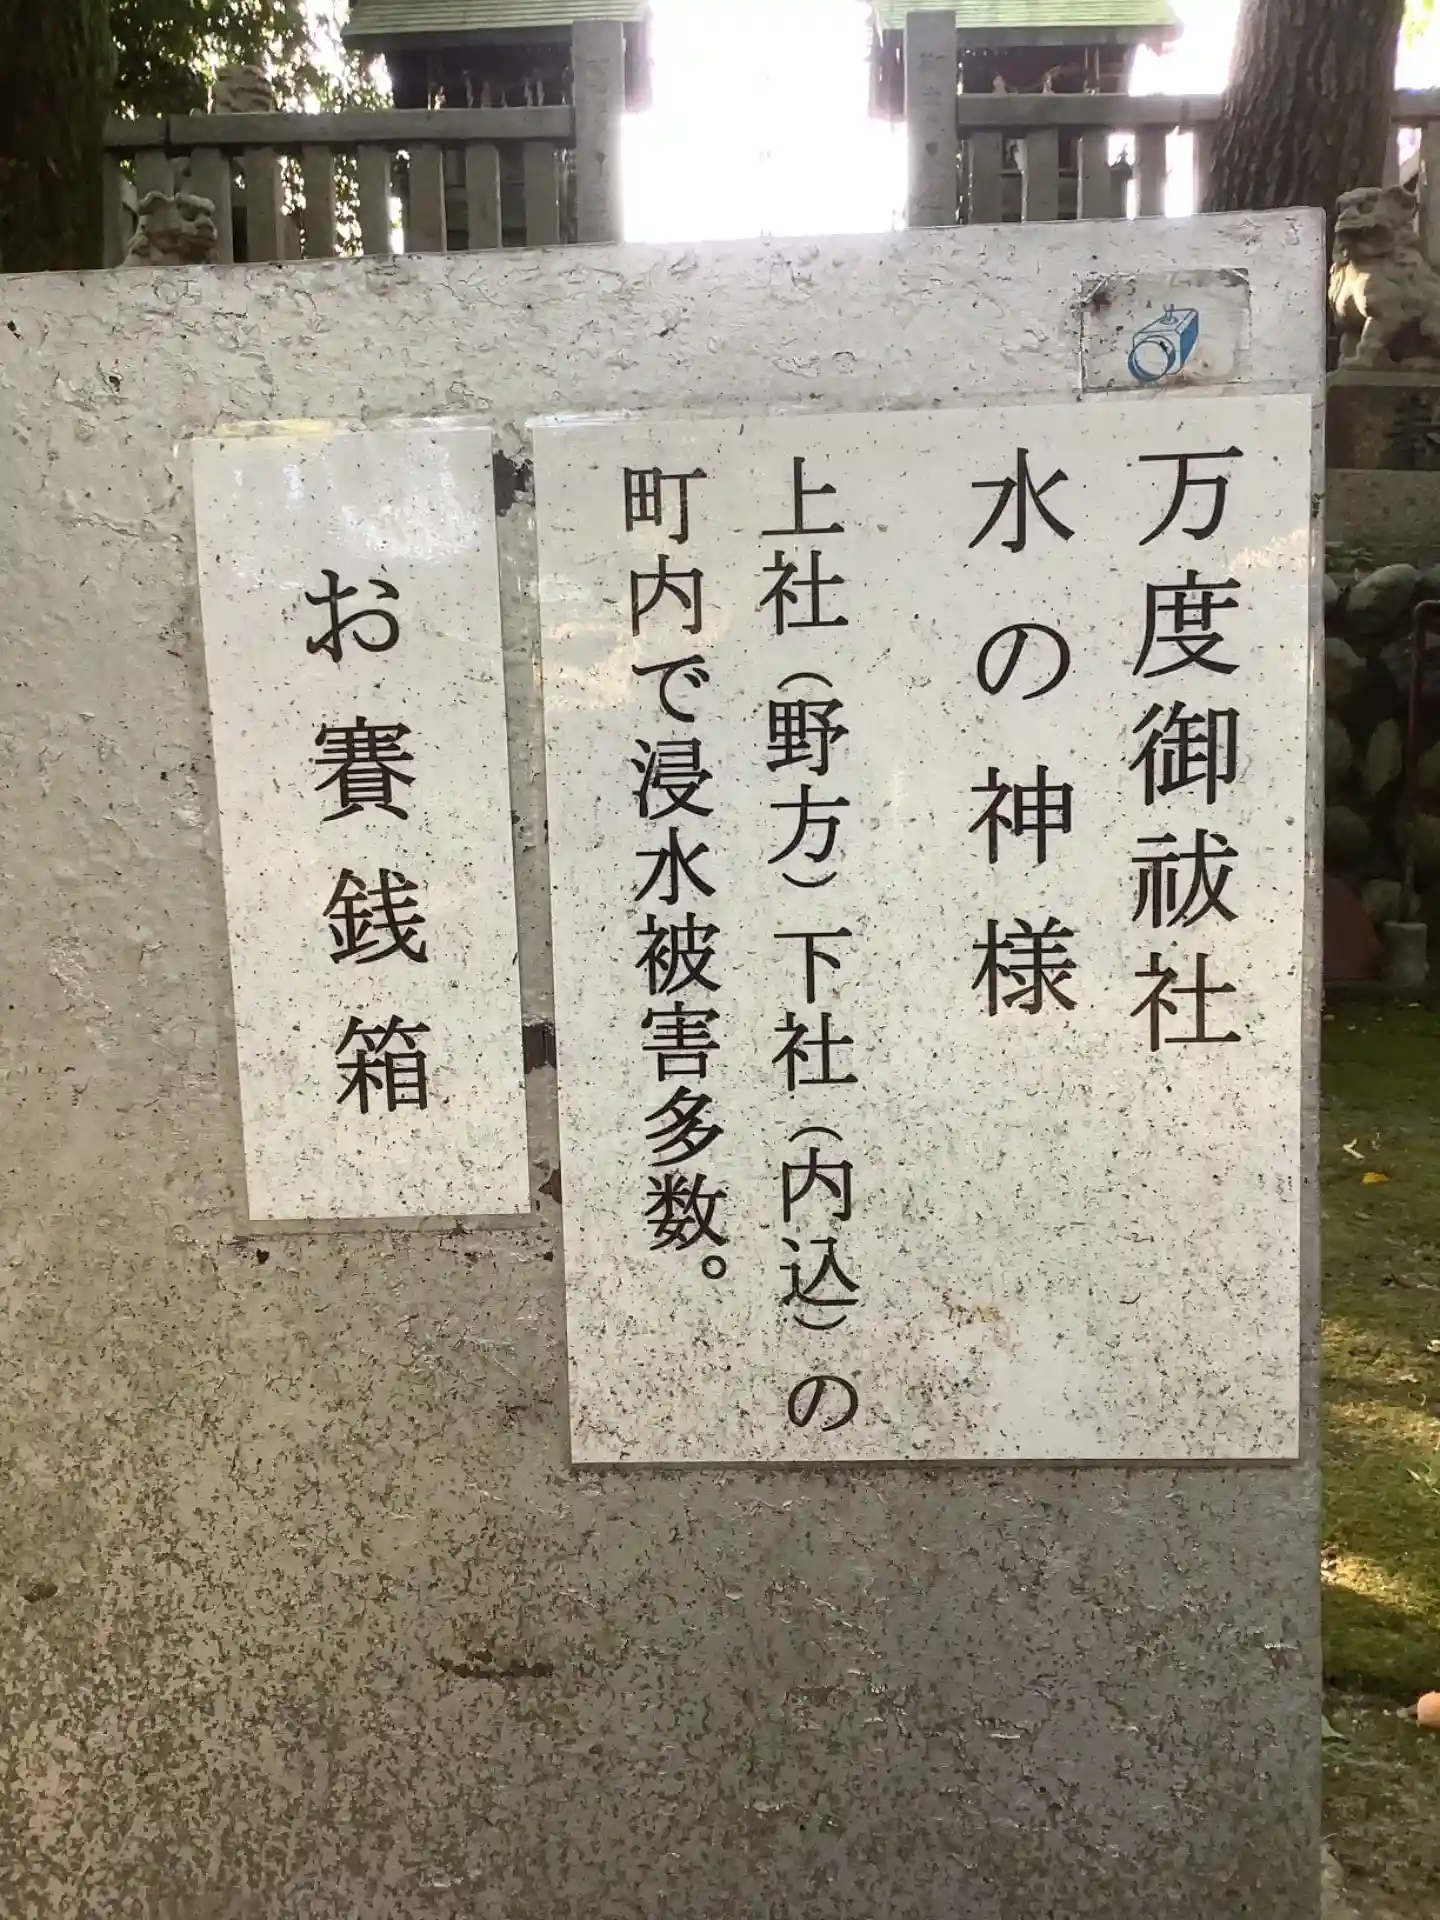 万度御祓社
水の神様
上社（野方）下社（内込）の
町内で浸水被害多数。
お賽銭箱